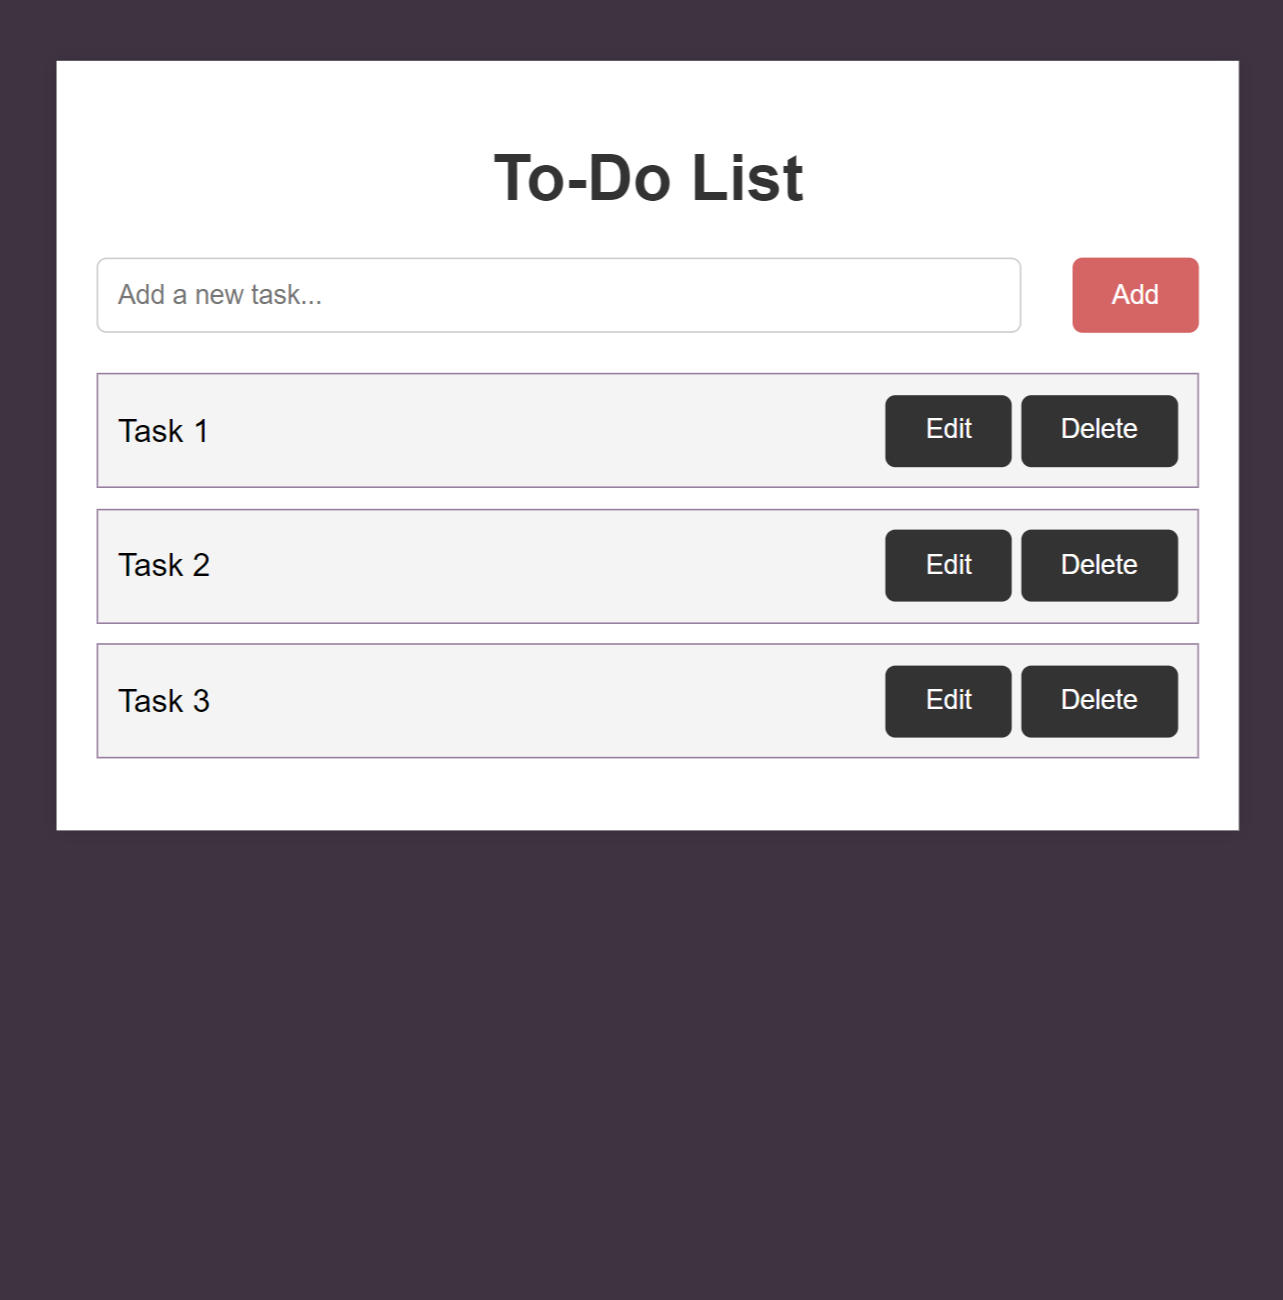 To-Do List
Add a new task... Add
Task 1 Edit Delete
Task 2 Edit Delete
Task 3 Edit Delete